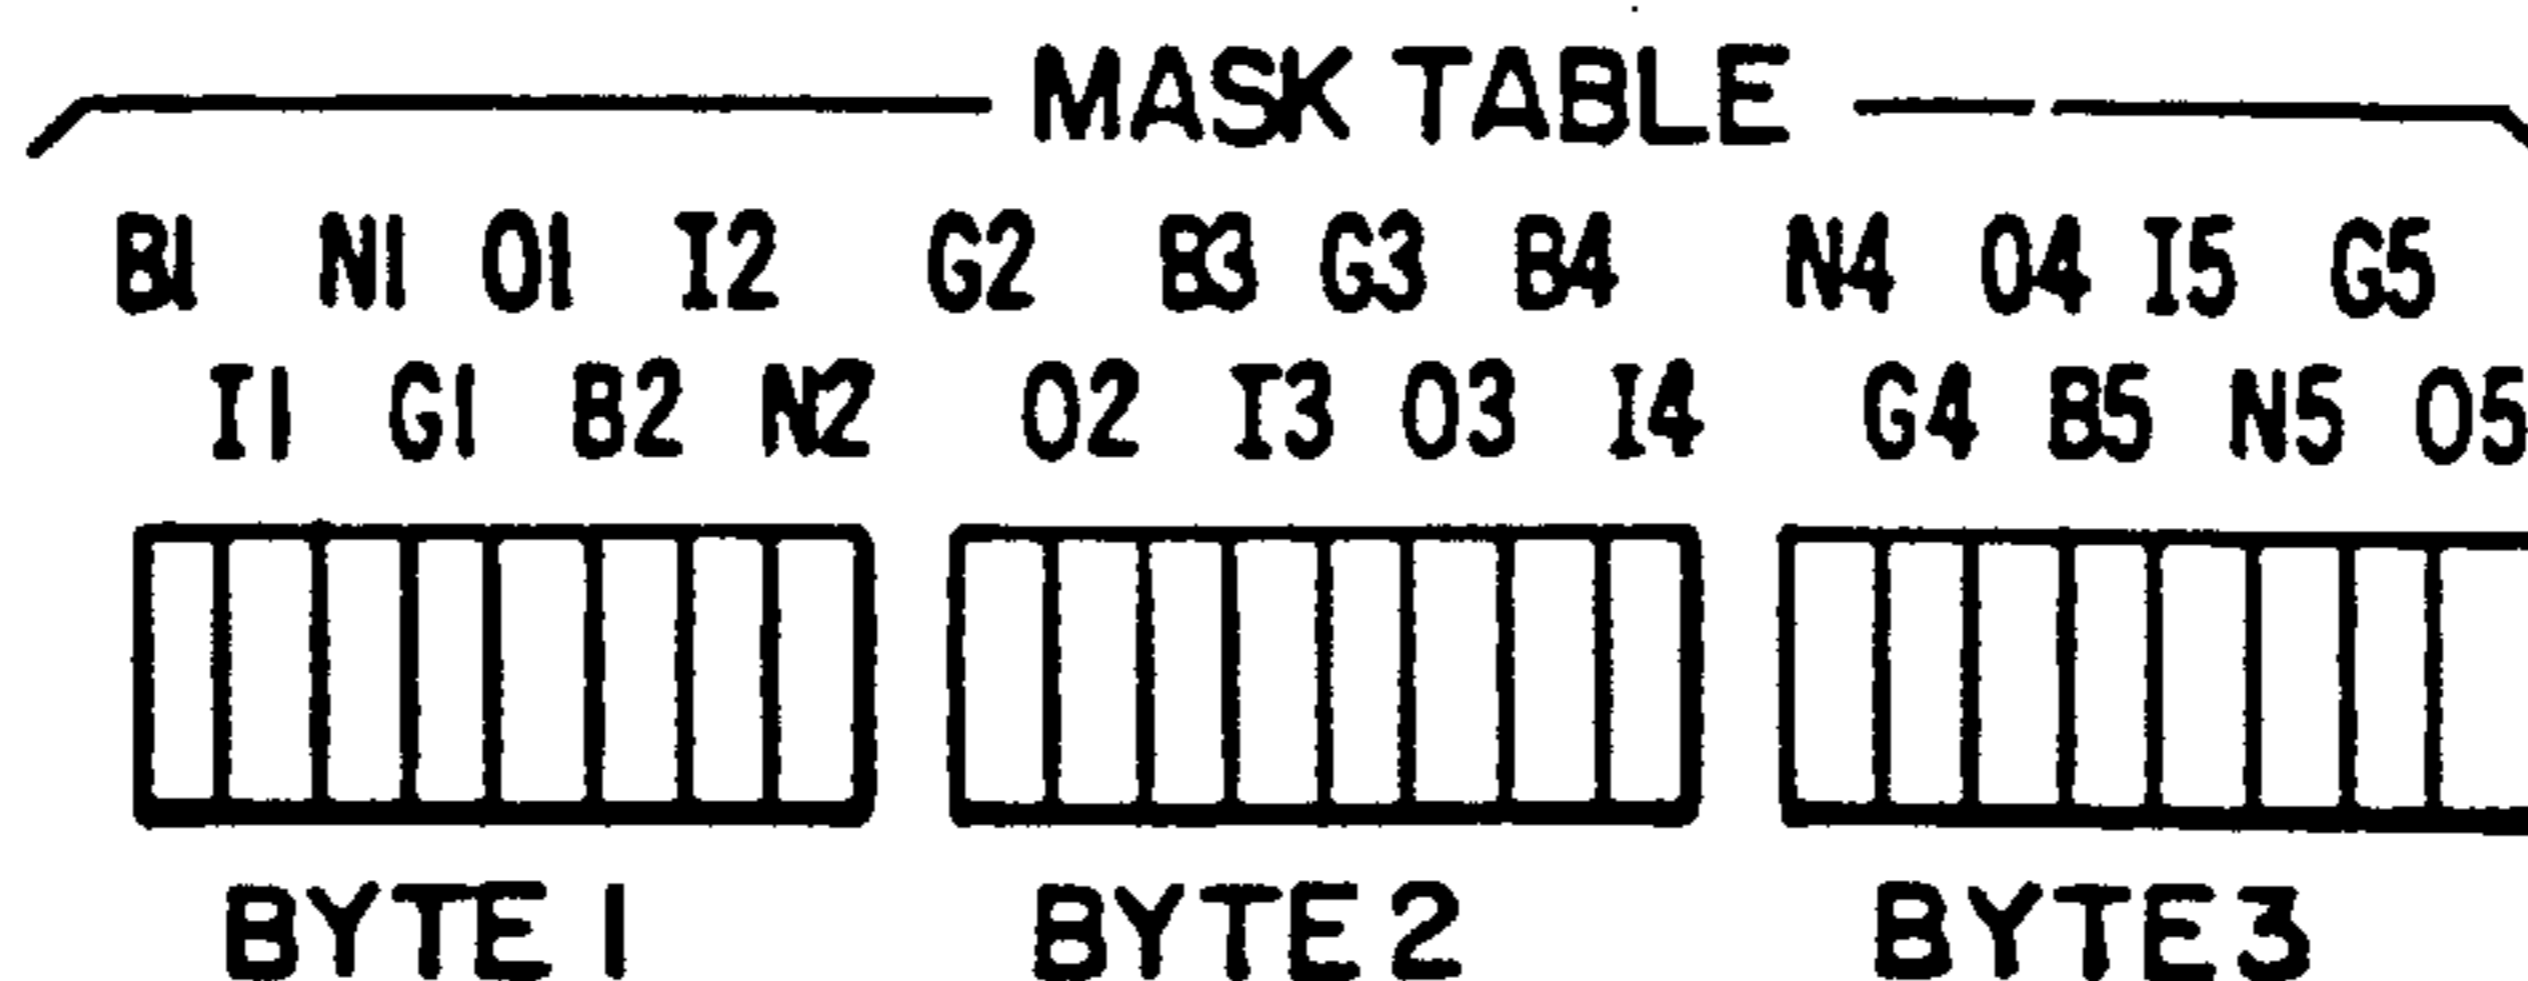 MASK TABLE
B1 N1 O1 I2 G2 B3 G3 B4 N4 O4 I5 G5
I1 G1 B2 N2 O2 I3 O3 I4 G4 B5 N5 O5
BYTE 1 BYTE 2 BYTE 3